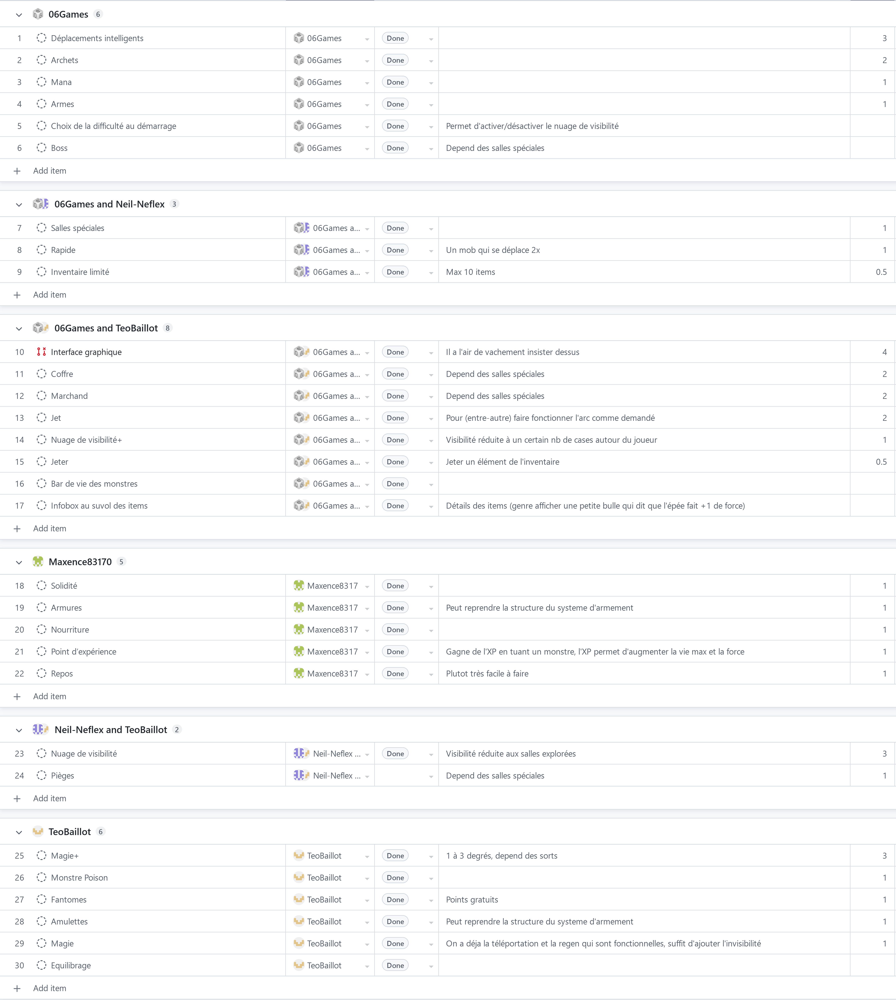 06Games 6
1 Déplacements intelligents 06Games Done 3
2 Archets 06Games Done 2
3 Mana 06Games Done 1
4 Armes 06Games Done 1
5 Choix de la difficulté au démarrage 06Games Done Permet d'activer/désactiver le nuage de visibilité
6 Boss 06Games Done Depend des salles spéciales
+ Add item
06Games and Neil-Neflex 3
7 Salles spéciales 06Games a... Done 1
8 Rapide 06Games a... Done Un mob qui se déplace 2x 1
9 Inventaire limité 06Games a... Done Max 10 items 0.5
+ Add item
06Games and TeoBaillot 8
10 Interface graphique 06Games a... Done Il a l'air de vachement insister dessus 4
11 Coffre 06Games a... Done Depend des salles spéciales 2
12 Marchand 06Games a... Done Depend des salles spéciales 2
13 Jet 06Games a... Done Pour (entre-autre) faire fonctionner l'arc comme demandé 2
14 Nuage de visibilité+ 06Games a... Done Visibilité réduite à un certain nb de cases autour du joueur 1
15 Jeter 06Games a... Done Jeter un élément de l'inventaire 0.5
16 Bar de vie des monstres 06Games a... Done
17 Infobox au suvol des items 06Games a... Done Détails des items (genre afficher une petite bulle qui dit que l'épée fait +1 de force)
+ Add item
Maxence83170 5
18 Solidité Maxence8317 Done 1
19 Armures Maxence8317 Done Peut reprendre la structure du systeme d'armement 1
20 Nourriture Maxence8317 Done 1
21 Point d’expérience Maxence8317 Done Gagne de l'XP en tuant un monstre, l'XP permet d'augmenter la vie max et la force 1
22 Repos Maxence8317 Done Plutot très facile à faire 1
+ Add item
Neil-Neflex and TeoBaillot 2
23 Nuage de visibilité Neil-Neflex ... Done Visibilité réduite aux salles explorées 3
24 Pièges Neil-Neflex ... Depend des salles spéciales 1
+ Add item
TeoBaillot 6
25 Magie+ TeoBaillot Done 1 à 3 degrés, depend des sorts 3
26 Monstre Poison TeoBaillot Done 1
27 Fantomes TeoBaillot Done Points gratuits 1
28 Amulettes TeoBaillot Done Peut reprendre la structure du systeme d'armement 1
29 Magie TeoBaillot Done On a déja la téléportation et la regen qui sont fonctionnelles, suffit d'ajouter l'invisibilité 1
30 Equilibrage TeoBaillot Done
+ Add item